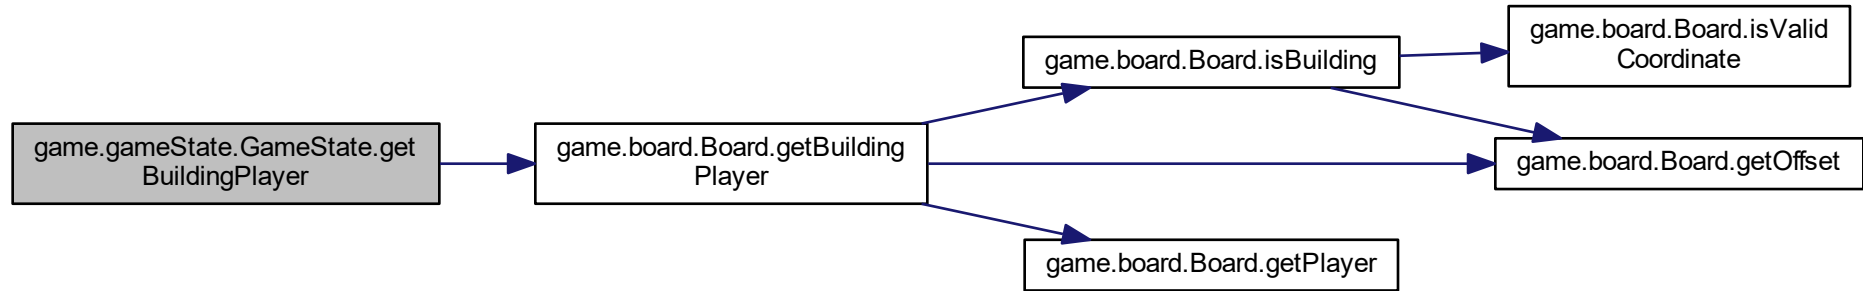 game.gameState.GameState.get
BuildingPlayer
game.board.Board.getBuilding
Player
game.board.Board.isBuilding
game.board.Board.isValid
Coordinate
game.board.Board.getOffset
game.board.Board.getPlayer